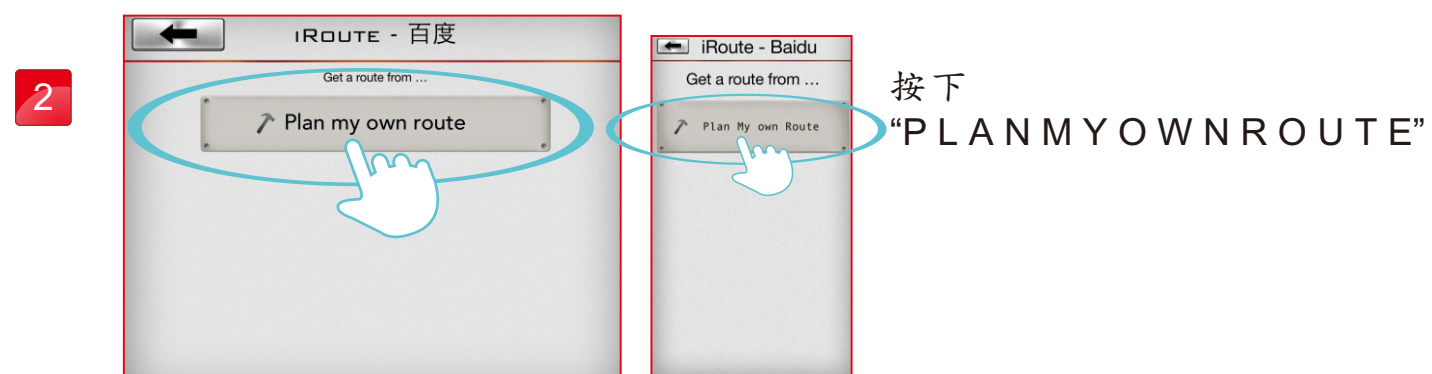 2
iRoute - 百度
Get a route from ...
Plan my own route
iRoute - Baidu
Get a route from ...
Plan My own Route
按下
“P L A N M Y O W N R O U T E”